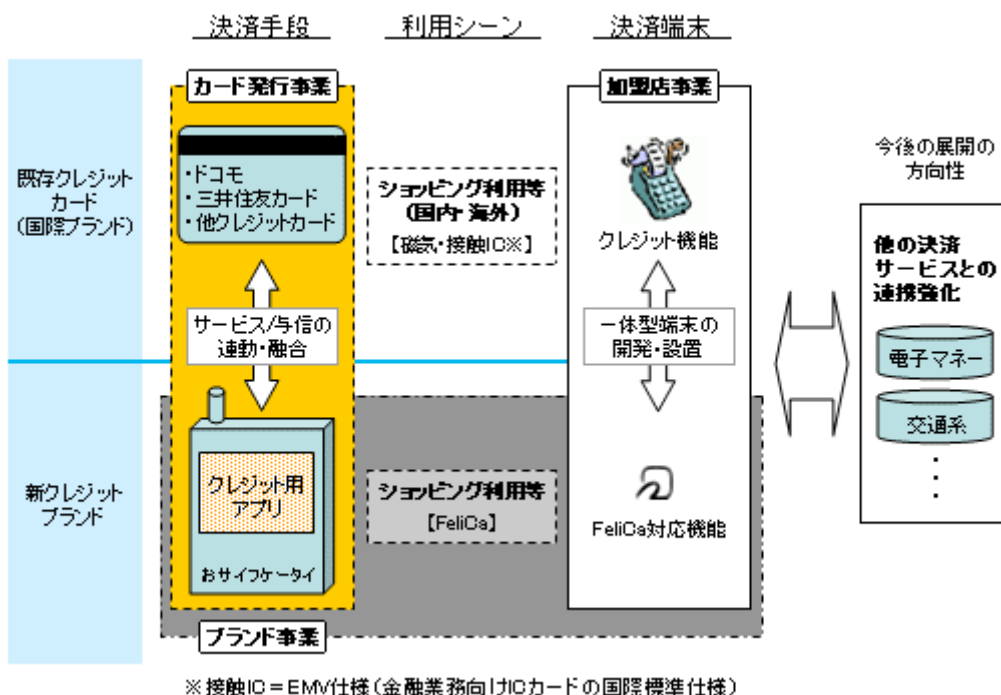 決済手段
利用シーン
決済端末
カード発行事業
加盟店事業
今後の展開の
方向性
既存クレジット
カード
(国際ブランド)
・ドコモ
・三井住友カード
・他クレジットカード
ショッピング利用等
(国内・海外)
【磁気・接触IC※】
クレジット機能
他の決済
サービスとの
連携強化
サービス/与信の
連動・融合
一体型端末の
開発・設置
電子マネー
交通系
・
・
・
新クレジット
ブランド
クレジット用
アプリ
おサイフケータイ
ショッピング利用等
【FeliCa】
FeliCa対応機能
ブランド事業
※接触IC=EMV仕様(金融業務向けICカードの国際標準仕様)